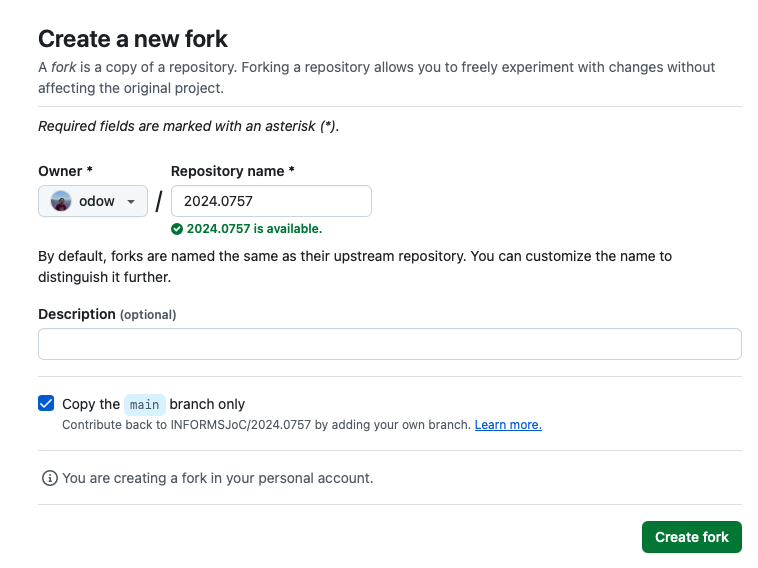 Create a new fork
A fork is a copy of a repository. Forking a repository allows you to freely experiment with changes without
affecting the original project.
Required fields are marked with an asterisk (*).
Owner * Repository name *
odow / 2024.0757
2024.0757 is available.
By default, forks are named the same as their upstream repository. You can customize the name to
distinguish it further.
Description (optional)
Copy the main branch only
Contribute back to INFORMSJoC/2024.0757 by adding your own branch. Learn more.
You are creating a fork in your personal account.
Create fork